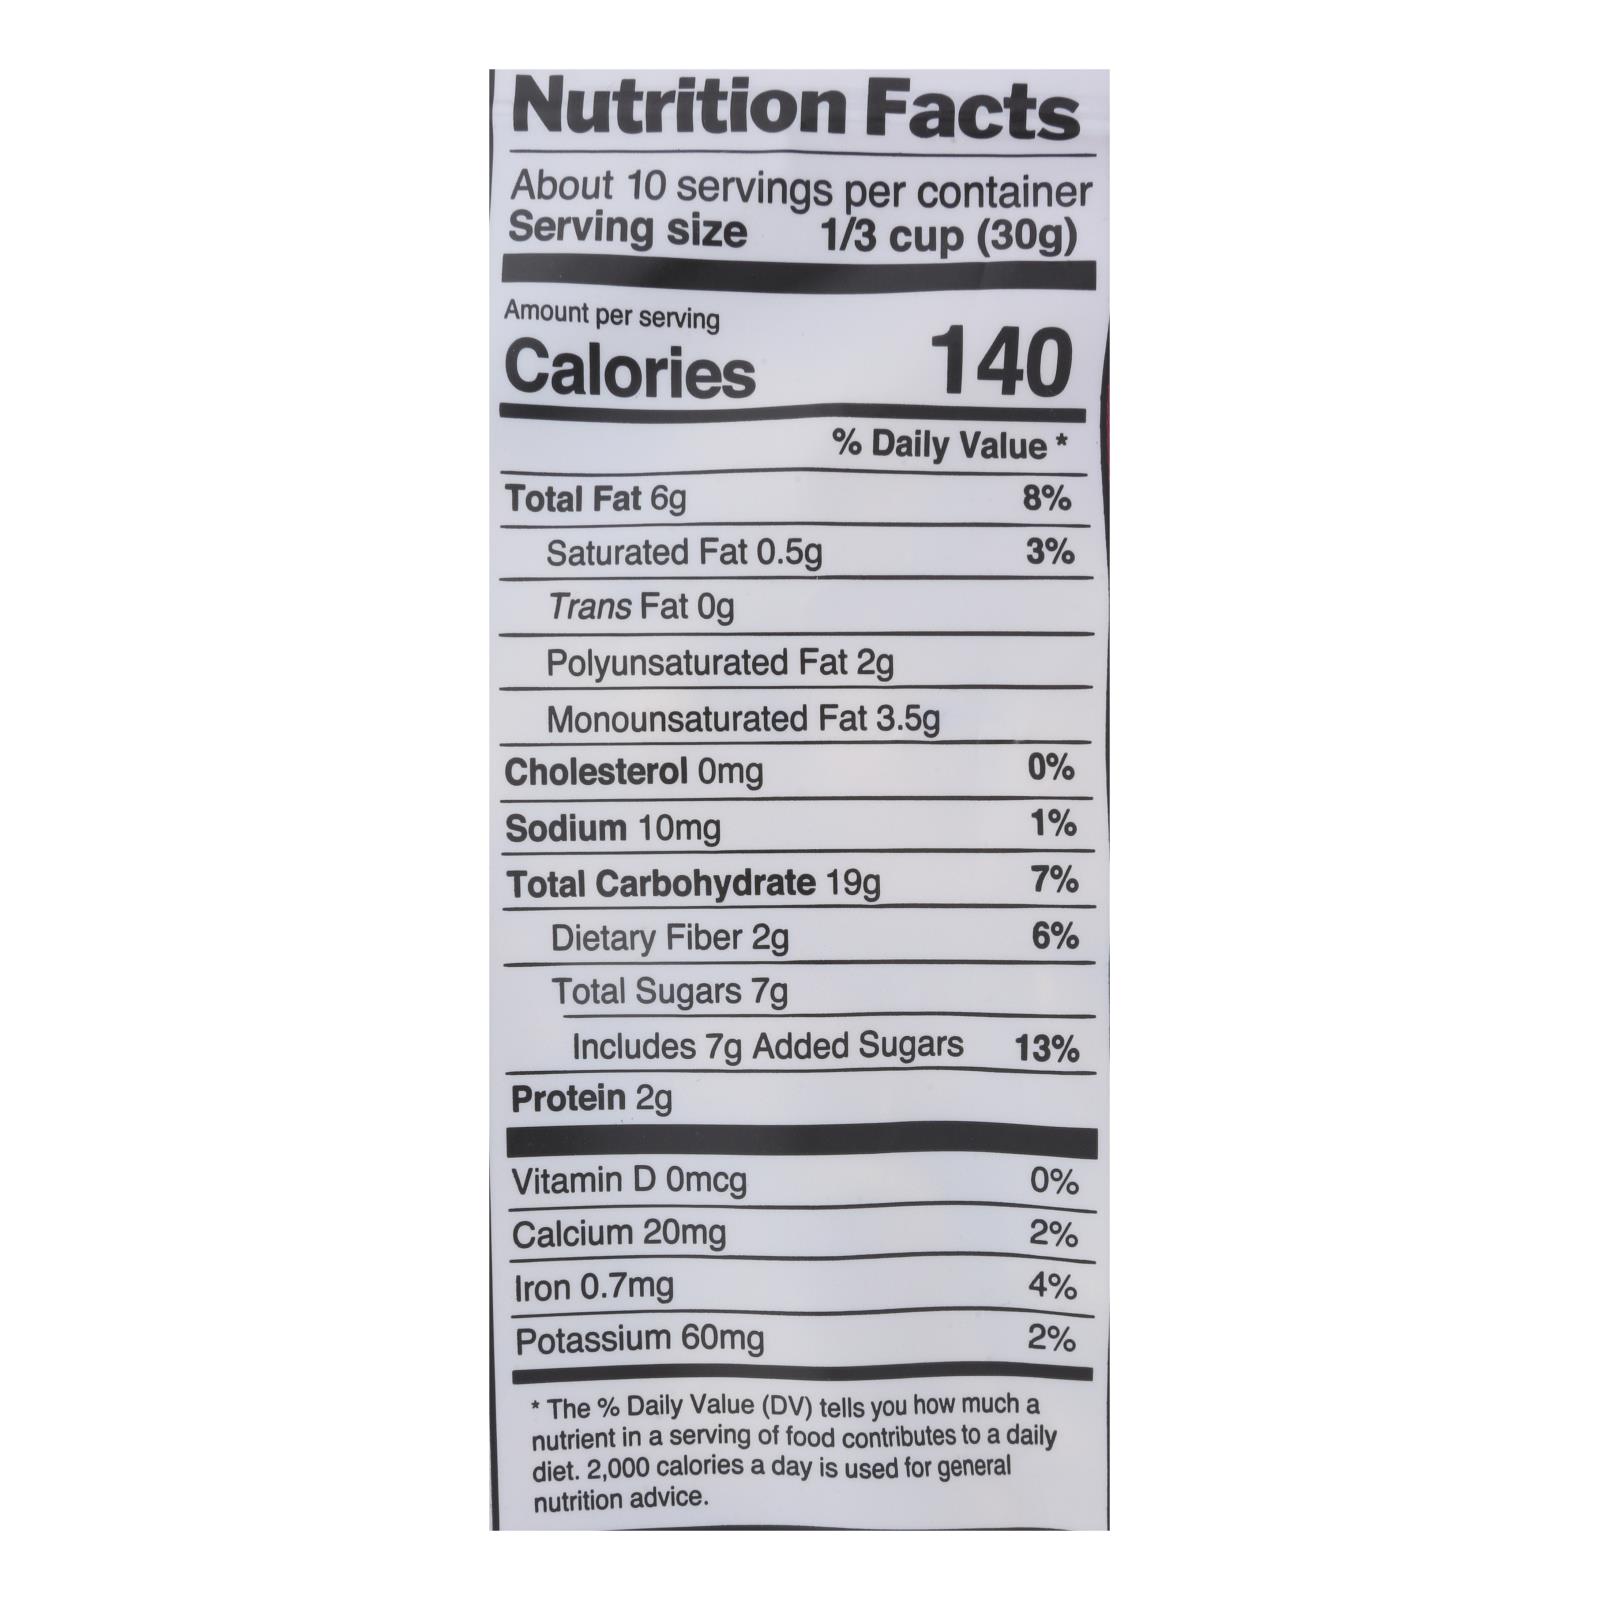 Nutrition Facts
About 10 servings per container
Serving size 1/3 cup (30g)
Amount per serving
Calories 140
% Daily Value *
Total Fat 6g 8%
Saturated Fat 0.5g 3%
Trans Fat 0g
Polyunsaturated Fat 2g
Monounsaturated Fat 3.5g
Cholesterol 0mg 0%
Sodium 10mg 1%
Total Carbohydrate 19g 7%
Dietary Fiber 2g 6%
Total Sugars 7g
Includes 7g Added Sugars 13%
Protein 2g
Vitamin D 0mcg 0%
Calcium 20mg 2%
Iron 0.7mg 4%
Potassium 60mg 2%
* The % Daily Value (DV) tells you how much a
nutrient in a serving of food contributes to a daily
diet. 2,000 calories a day is used for general
nutrition advice.